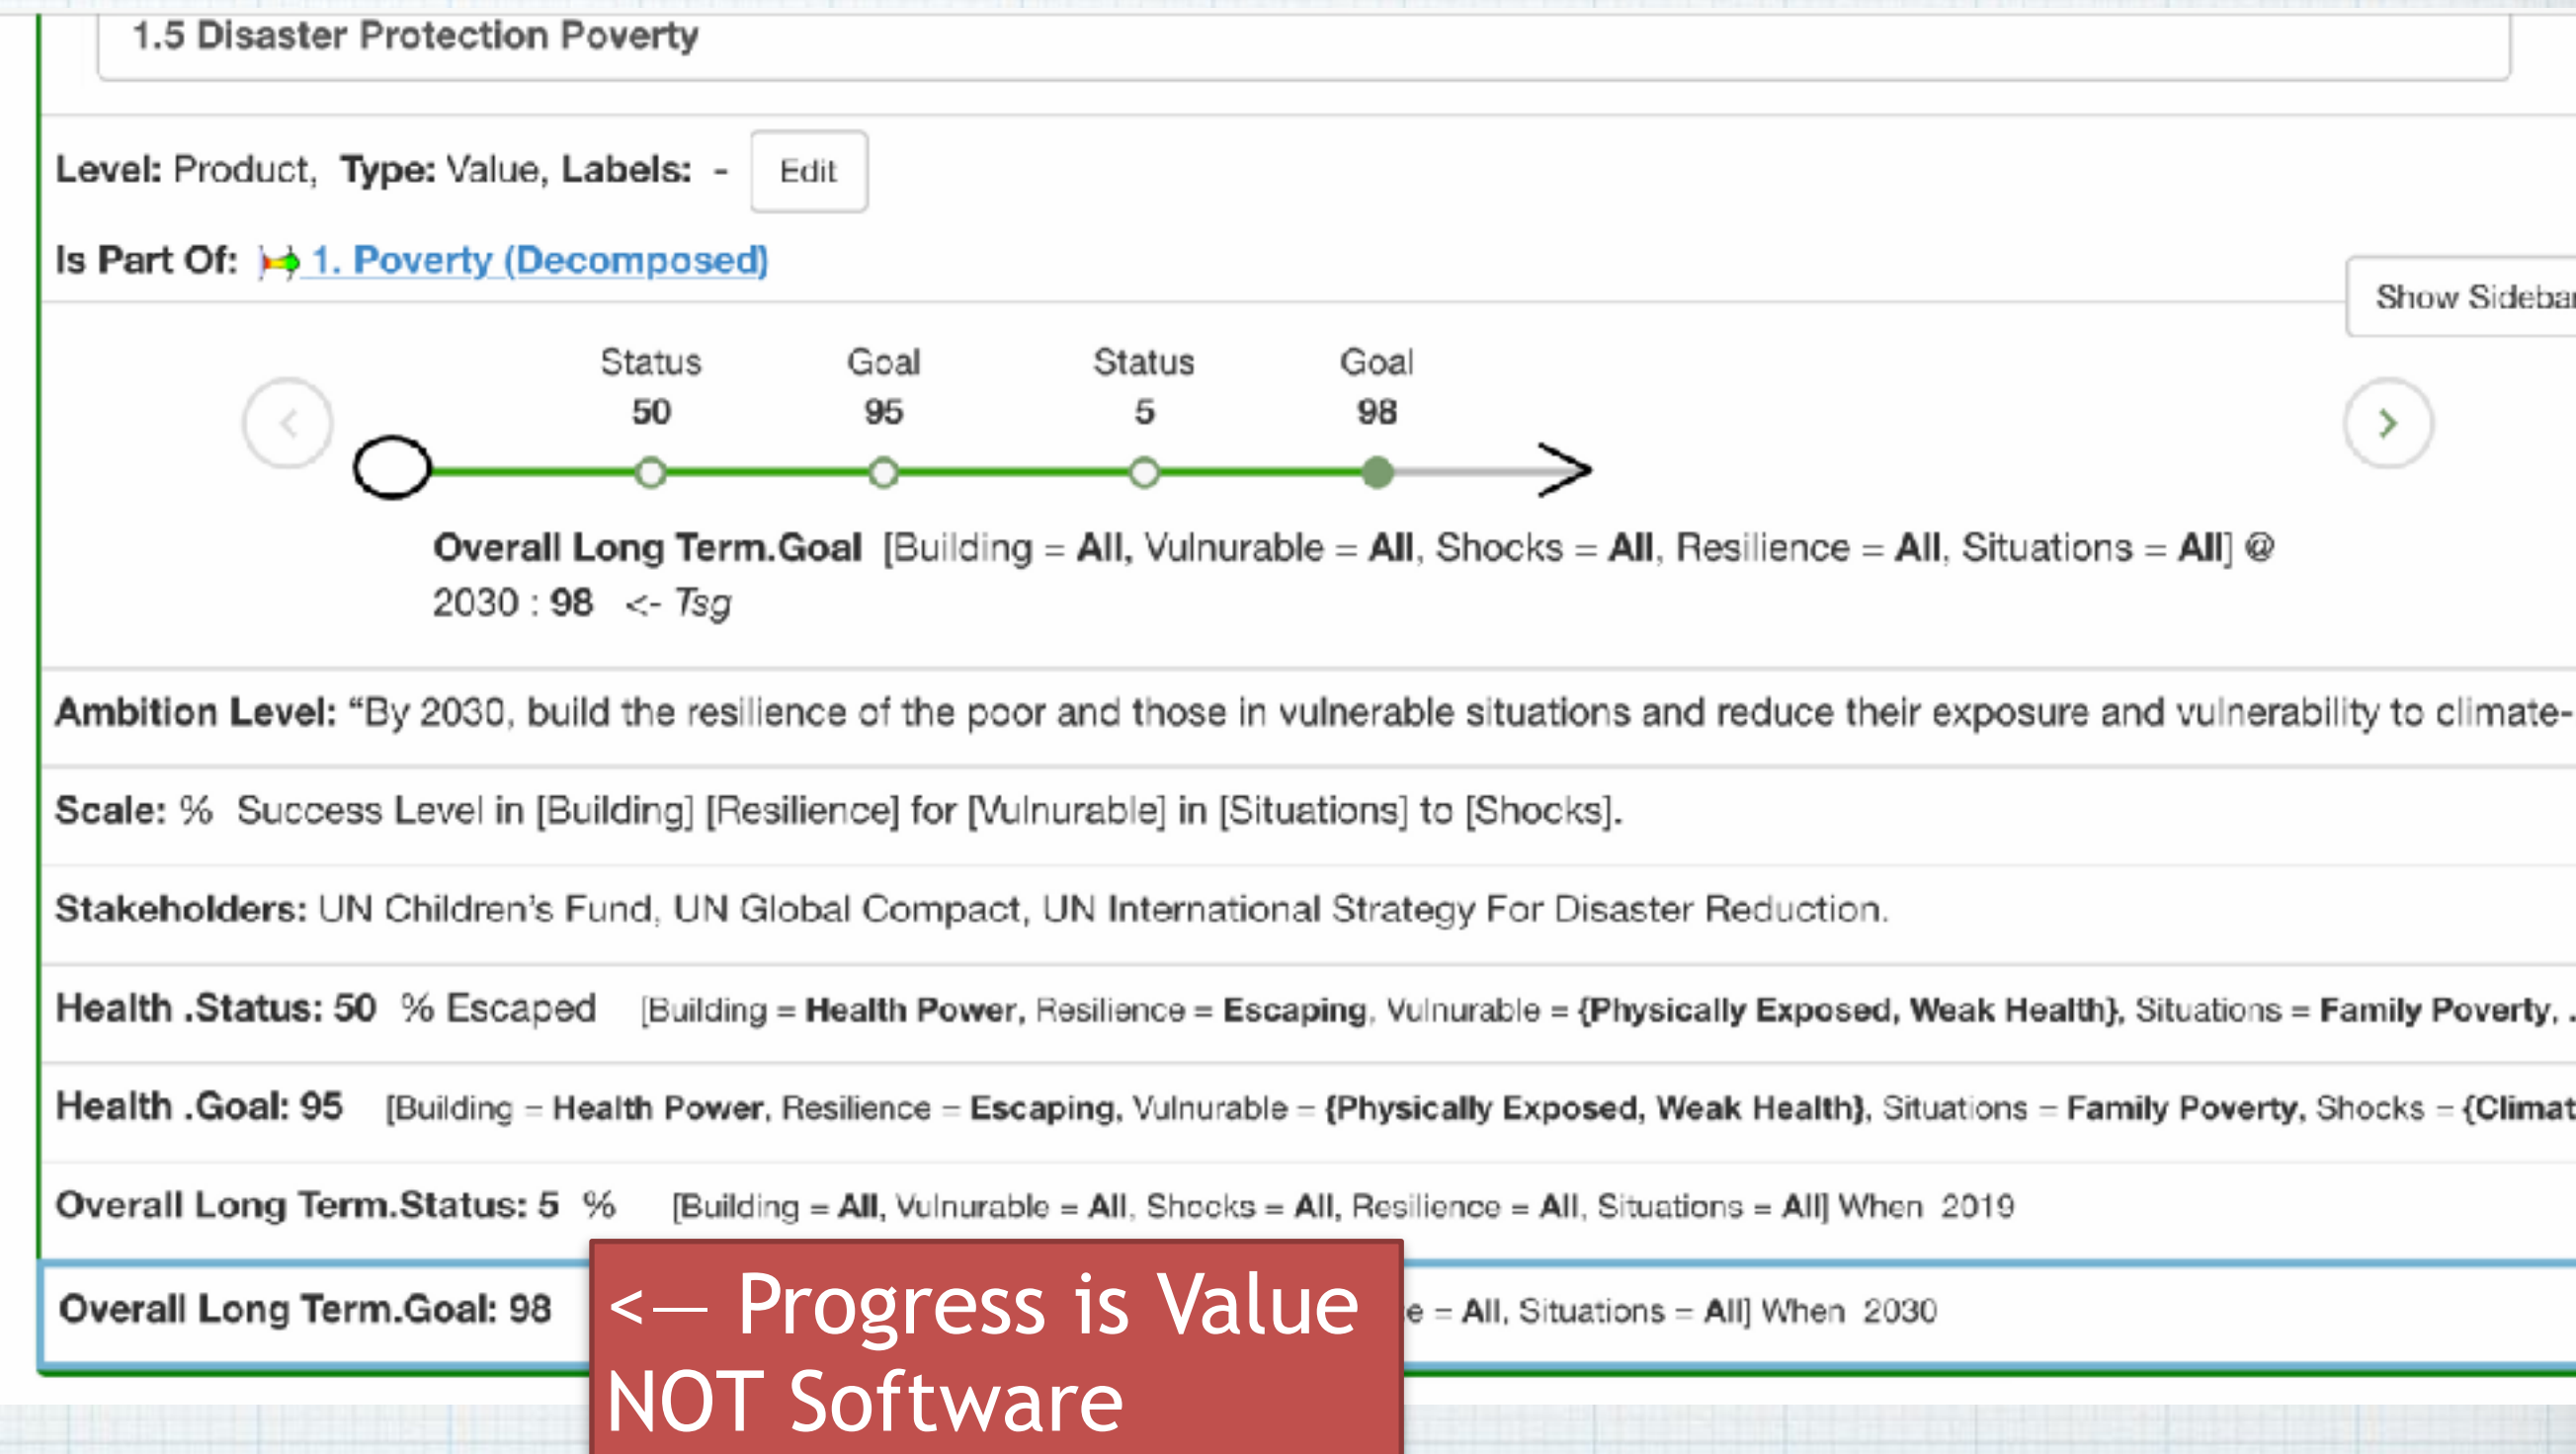 1.5 Disaster Protection Poverty
Level: Product, Type: Value, Labels: - Edit
Is Part Of: 1. Poverty (Decomposed)
Show Sidebar
Status Goal Status Goal
50 95 5 98
Overall Long Term.Goal [Building = All, Vulnurable = All, Shocks = All, Resilience = All, Situations = All] @
2030 : 98 <- Tsg
Ambition Level: “By 2030, build the resilience of the poor and those in vulnerable situations and reduce their exposure and vulnerability to climate-
Scale: % Success Level in [Building] [Resilience] for [Vulnurable] in [Situations] to [Shocks].
Stakeholders: UN Children’s Fund, UN Global Compact, UN International Strategy For Disaster Reduction.
Health .Status: 50 % Escaped [Building = Health Power, Resilience = Escaping, Vulnurable = {Physically Exposed, Weak Health}, Situations = Family Poverty, .
Health .Goal: 95 [Building = Health Power, Resilience = Escaping, Vulnurable = {Physically Exposed, Weak Health}, Situations = Family Poverty, Shocks = {Climat
Overall Long Term.Status: 5 % [Building = All, Vulnurable = All, Shocks = All, Resilience = All, Situations = All] When 2019
Overall Long Term.Goal: 98 e = All, Situations = All] When 2030
<— Progress is Value
NOT Software